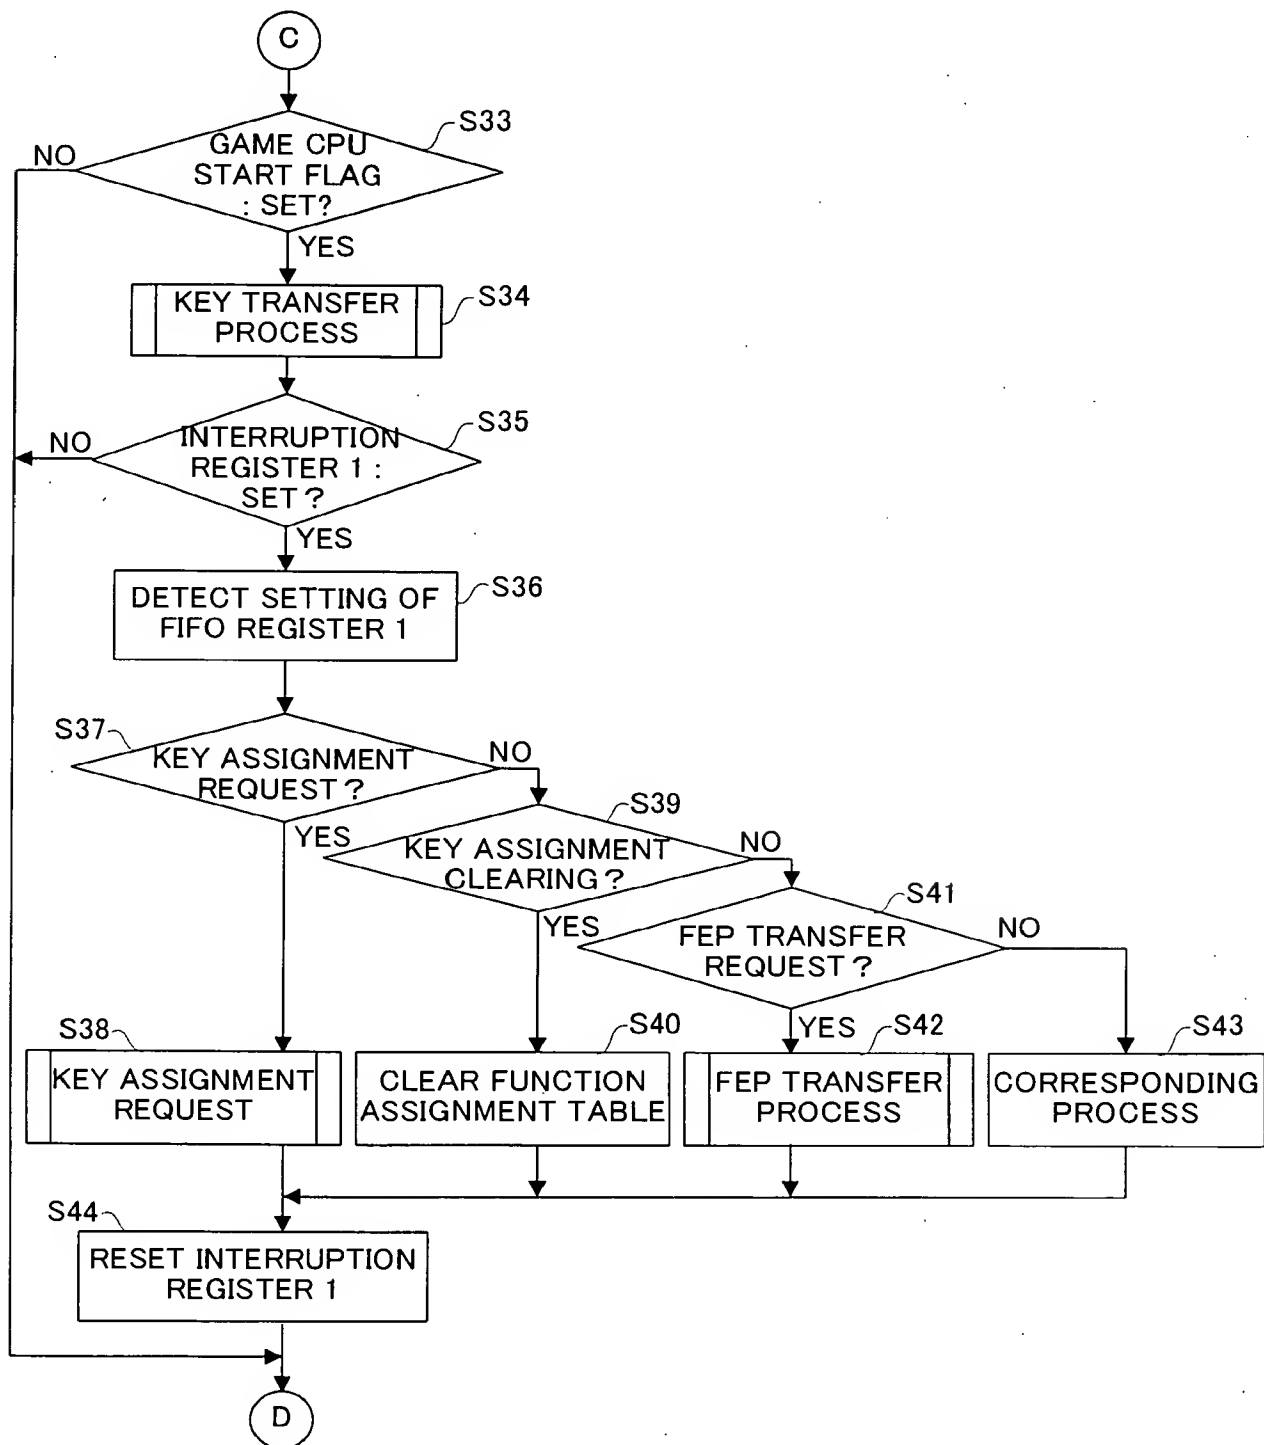 C
GAME CPU
START FLAG
: SET?
S33
NO
YES
KEY TRANSFER
PROCESS
S34
INTERRUPTION
REGISTER 1 :
SET ?
S35
NO
YES
DETECT SETTING OF
FIFO REGISTER 1
S36
S37
KEY ASSIGNMENT
REQUEST ?
NO
YES
S39
KEY ASSIGNMENT
CLEARING ?
NO
YES
S41
FEP TRANSFER
REQUEST ?
NO
YES
S38
KEY ASSIGNMENT
REQUEST
S40
CLEAR FUNCTION
ASSIGNMENT TABLE
S42
FEP TRANSFER
PROCESS
S43
CORRESPONDING
PROCESS
S44
RESET INTERRUPTION
REGISTER 1
D